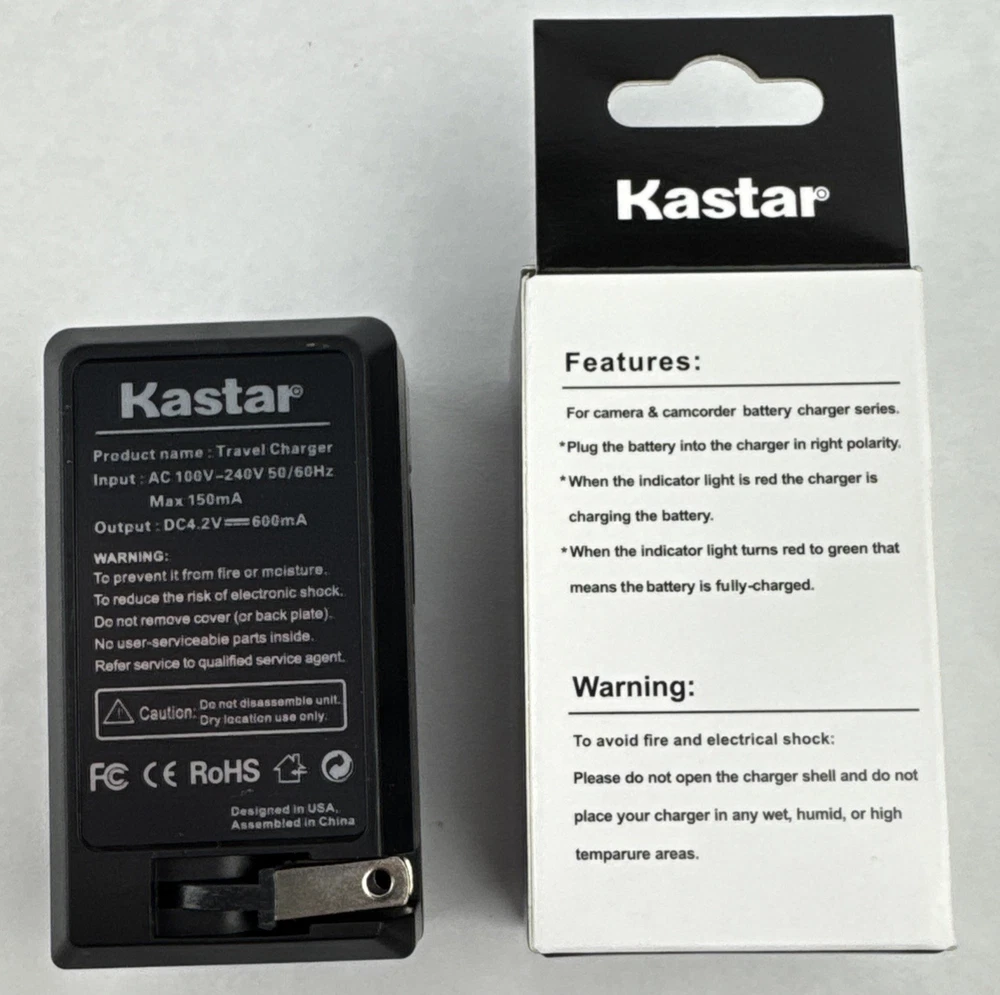 Kastar®
Product name : Travel Charger
Input : AC 100V-240V 50/60Hz
Max 150mA
Output : DC4.2V⎓600mA
WARNING:
To prevent it from fire or moisture.
To reduce the risk of electronic shock.
Do not remove cover (or back plate).
No user-serviceable parts inside.
Refer service to qualified service agent.
Caution: Do not disassemble unit.
Dry location use only.
FC CE RoHS
Designed in USA.
Assembled in China
Kastar®
Features:
For camera & camcorder battery charger series.
*Plug the battery into the charger in right polarity.
*When the indicator light is red the charger is
charging the battery.
*When the indicator light turns red to green that
means the battery is fully-charged.
Warning:
To avoid fire and electrical shock:
Please do not open the charger shell and do not
place your charger in any wet, humid, or high
temparure areas.